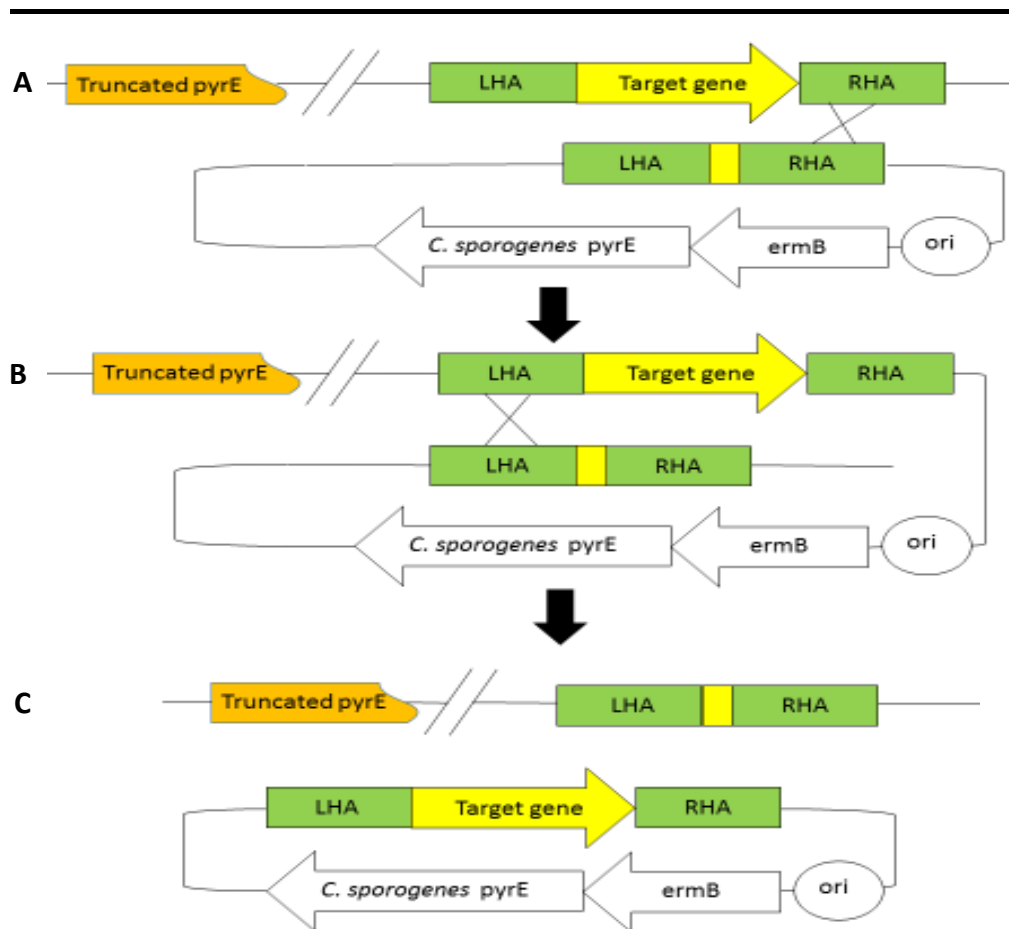 A
Truncated pyrE
LHA
Target gene
RHA
LHA
RHA
C. sporogenes pyrE
ermB
ori
B
Truncated pyrE
LHA
Target gene
RHA
LHA
RHA
C. sporogenes pyrE
ermB
ori
C
Truncated pyrE
LHA
RHA
LHA
Target gene
RHA
C. sporogenes pyrE
ermB
ori